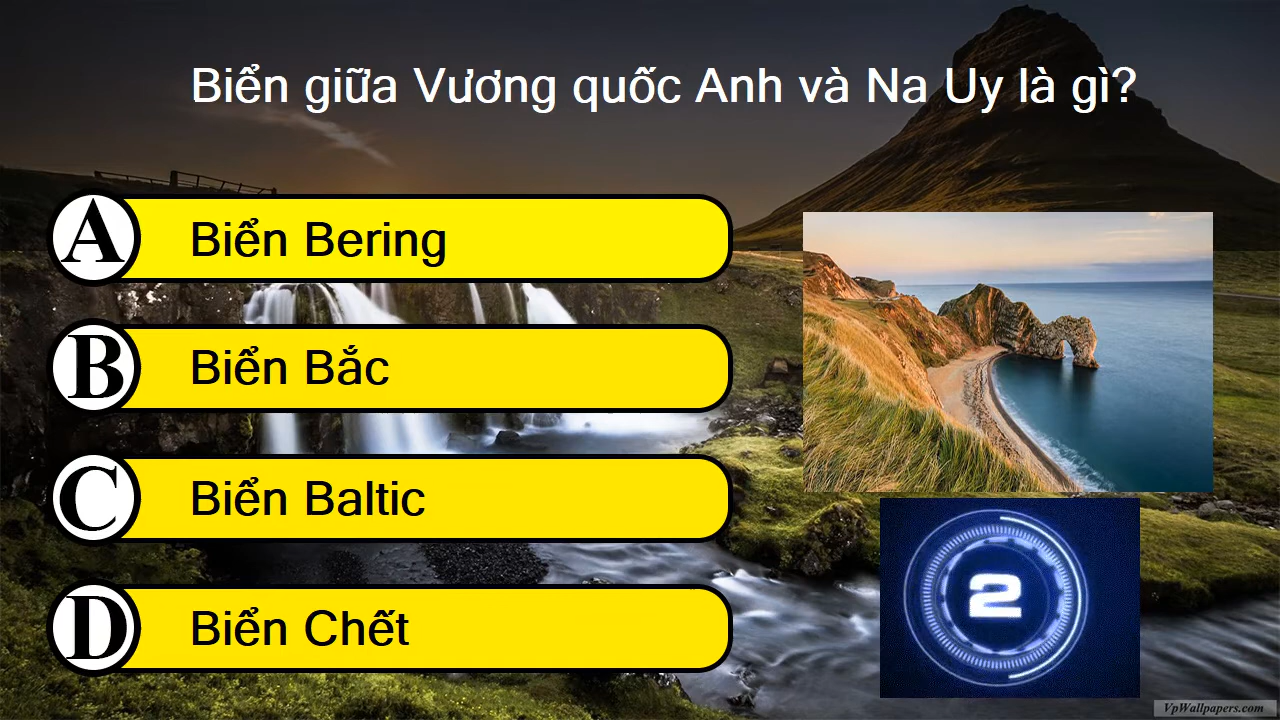 Biển giữa Vương quốc Anh và Na Uy là gì?
A Biển Bering
B Biển Bắc
C Biển Baltic
D Biển Chết
2
VpWallpapers.com